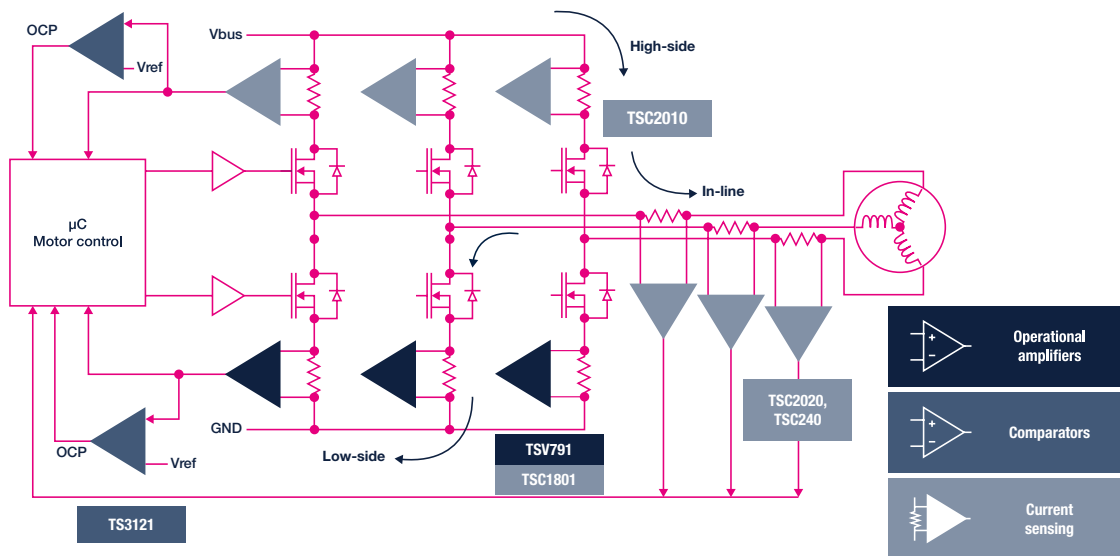 OCP
Vref
Vbus
High-side
TSC2010
In-line
µC
Motor control
GND
Low-side
OCP
Vref
TS3121
TSV791
TSC1801
TSC2020,
TSC240
+
−
Operational
amplifiers
+
−
Comparators
Current
sensing